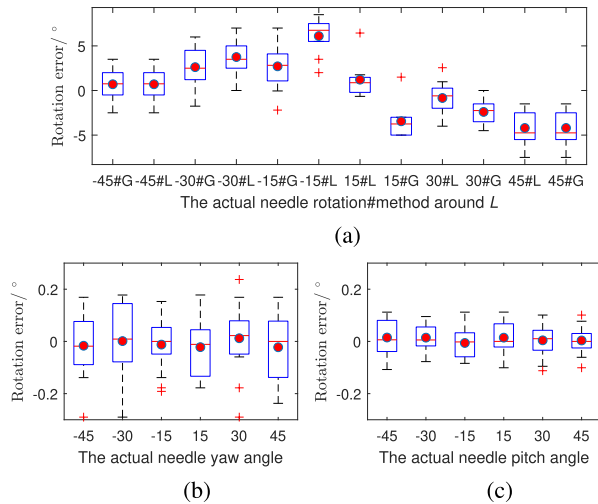 Rotation error/ °
5
0
-5
-45#G -45#L -30#G -30#L -15#G -15#L 15#L 15#G 30#L 30#G 45#L 45#G
The actual needle rotation#method around L
(a)
Rotation error/ °
0.2
0
-0.2
-45 -30 -15 15 30 45
The actual needle yaw angle
(b)
Rotation error/ °
0.2
0
-0.2
-45 -30 -15 15 30 45
The actual needle pitch angle
(c)